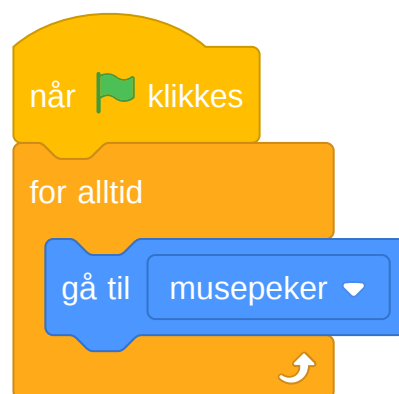 når klikkes
for alltid
gå til musepeker